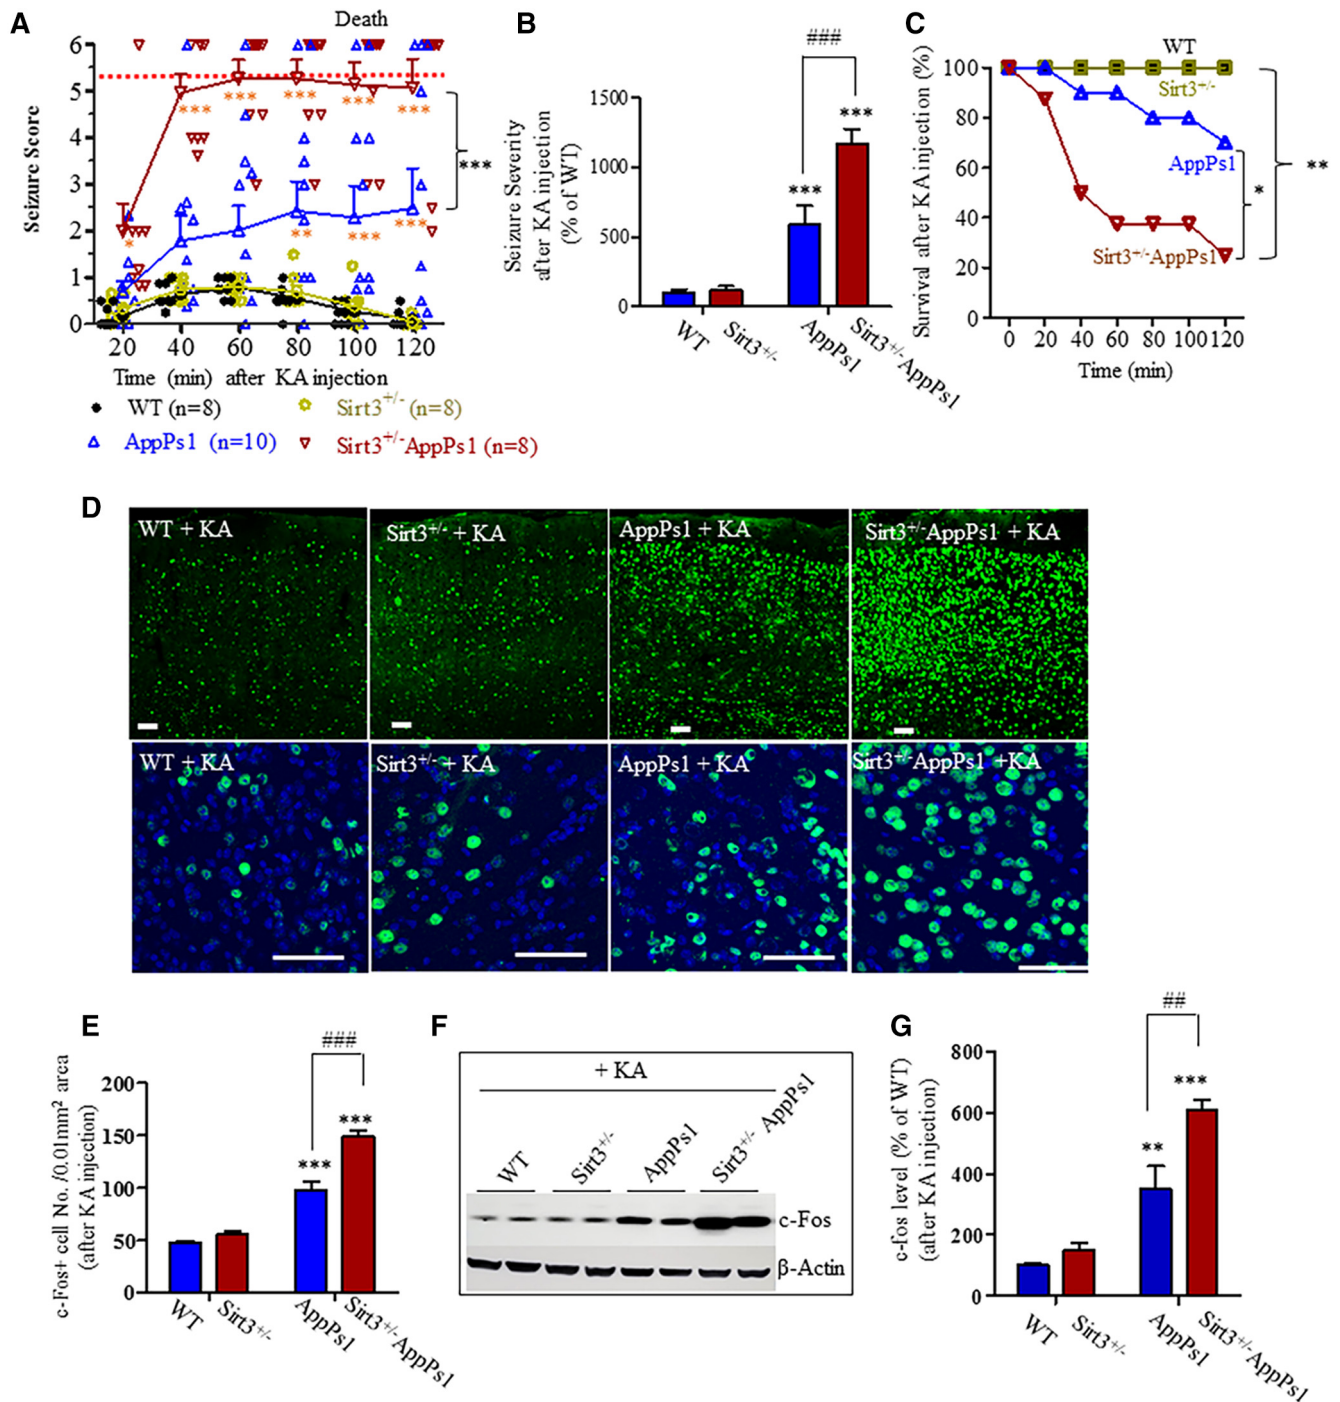 A
Death
Seizure Score
6
5
4
3
2
1
0
***
***
***
***
***
***
*
**
***
***
20 40 60 80 100 120
Time (min) after KA injection
WT (n=8)
Sirt3+/- (n=8)
AppPs1 (n=10)
Sirt3+/-AppPs1 (n=8)
B
###
Seizure Severity
after KA injection
(% of WT)
1500
1000
500
0
***
***
WT
Sirt3+/-
AppPs1
Sirt3+/-AppPs1
C
Survival after KA injection (%)
100
80
60
40
20
0
WT
Sirt3+/-
AppPs1
Sirt3+/-AppPs1
*
**
0 20 40 60 80 100 120
Time (min)
D
WT + KA
Sirt3+/- + KA
AppPs1 + KA
Sirt3+/-AppPs1 + KA
WT + KA
Sirt3+/- + KA
AppPs1 + KA
Sirt3+/-AppPs1 +KA
E
###
c-Fos+ cell No. /0.01mm2 area
(after KA injection)
200
150
100
50
0
***
***
WT
Sirt3+/-
AppPs1
Sirt3+/-AppPs1
F
+ KA
WT
Sirt3+/-
AppPs1
Sirt3+/- AppPs1
c-Fos
β-Actin
G
##
c-fos level (% of WT)
(after KA injection)
800
600
400
200
0
**
***
WT
Sirt3+/-
AppPs1
Sirt3+/-AppPs1